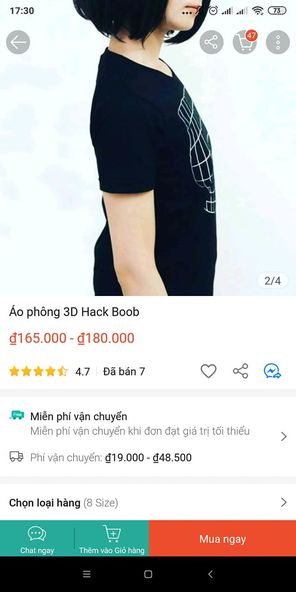 17:30
73
47
2/4
Áo phông 3D Hack Boob
₫165.000 - ₫180.000
4.7
Đã bán 7
Free
Miễn phí vận chuyển
Miễn phí vận chuyển khi đơn đạt giá trị tối thiểu
Phí vận chuyển: ₫19.000 - ₫48.500
Chọn loại hàng (8 Size)
Chat ngay
Thêm vào Giỏ hàng
Mua ngay